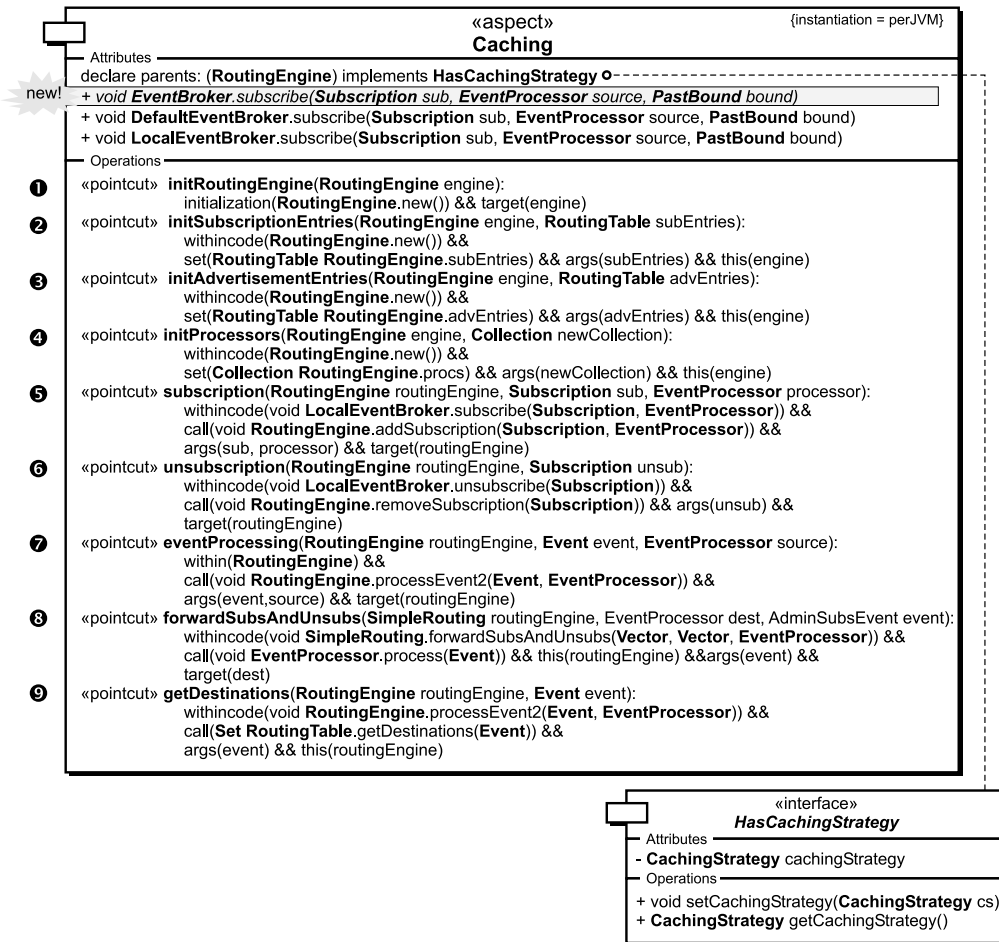 «aspect»
{instantiation = perJVM}
Caching
Attributes
declare parents: (RoutingEngine) implements HasCachingStrategy
new!
+ void EventBroker.subscribe(Subscription sub, EventProcessor source, PastBound bound)
+ void DefaultEventBroker.subscribe(Subscription sub, EventProcessor source, PastBound bound)
+ void LocalEventBroker.subscribe(Subscription sub, EventProcessor source, PastBound bound)
Operations
❶ «pointcut» initRoutingEngine(RoutingEngine engine):
initialization(RoutingEngine.new()) && target(engine)
❷ «pointcut» initSubscriptionEntries(RoutingEngine engine, RoutingTable subEntries):
withincode(RoutingEngine.new()) &&
set(RoutingTable RoutingEngine.subEntries) && args(subEntries) && this(engine)
❸ «pointcut» initAdvertisementEntries(RoutingEngine engine, RoutingTable advEntries):
withincode(RoutingEngine.new()) &&
set(RoutingTable RoutingEngine.advEntries) && args(advEntries) && this(engine)
❹ «pointcut» initProcessors(RoutingEngine engine, Collection newCollection):
withincode(RoutingEngine.new()) &&
set(Collection RoutingEngine.procs) && args(newCollection) && this(engine)
❺ «pointcut» subscription(RoutingEngine routingEngine, Subscription sub, EventProcessor processor):
withincode(void LocalEventBroker.subscribe(Subscription, EventProcessor)) &&
call(void RoutingEngine.addSubscription(Subscription, EventProcessor)) &&
args(sub, processor) && target(routingEngine)
❻ «pointcut» unsubscription(RoutingEngine routingEngine, Subscription unsub):
withincode(void LocalEventBroker.unsubscribe(Subscription)) &&
call(void RoutingEngine.removeSubscription(Subscription)) && args(unsub) &&
target(routingEngine)
❼ «pointcut» eventProcessing(RoutingEngine routingEngine, Event event, EventProcessor source):
within(RoutingEngine) &&
call(void RoutingEngine.processEvent2(Event, EventProcessor)) &&
args(event,source) && target(routingEngine)
❽ «pointcut» forwardSubsAndUnsubs(SimpleRouting routingEngine, EventProcessor dest, AdminSubsEvent event):
withincode(void SimpleRouting.forwardSubsAndUnsubs(Vector, Vector, EventProcessor)) &&
call(void EventProcessor.process(Event)) && this(routingEngine) &&args(event) &&
target(dest)
❾ «pointcut» getDestinations(RoutingEngine routingEngine, Event event):
withincode(void RoutingEngine.processEvent2(Event, EventProcessor)) &&
call(Set RoutingTable.getDestinations(Event)) &&
args(event) && this(routingEngine)
«interface»
HasCachingStrategy
Attributes
- CachingStrategy cachingStrategy
Operations
+ void setCachingStrategy(CachingStrategy cs)
+ CachingStrategy getCachingStrategy()